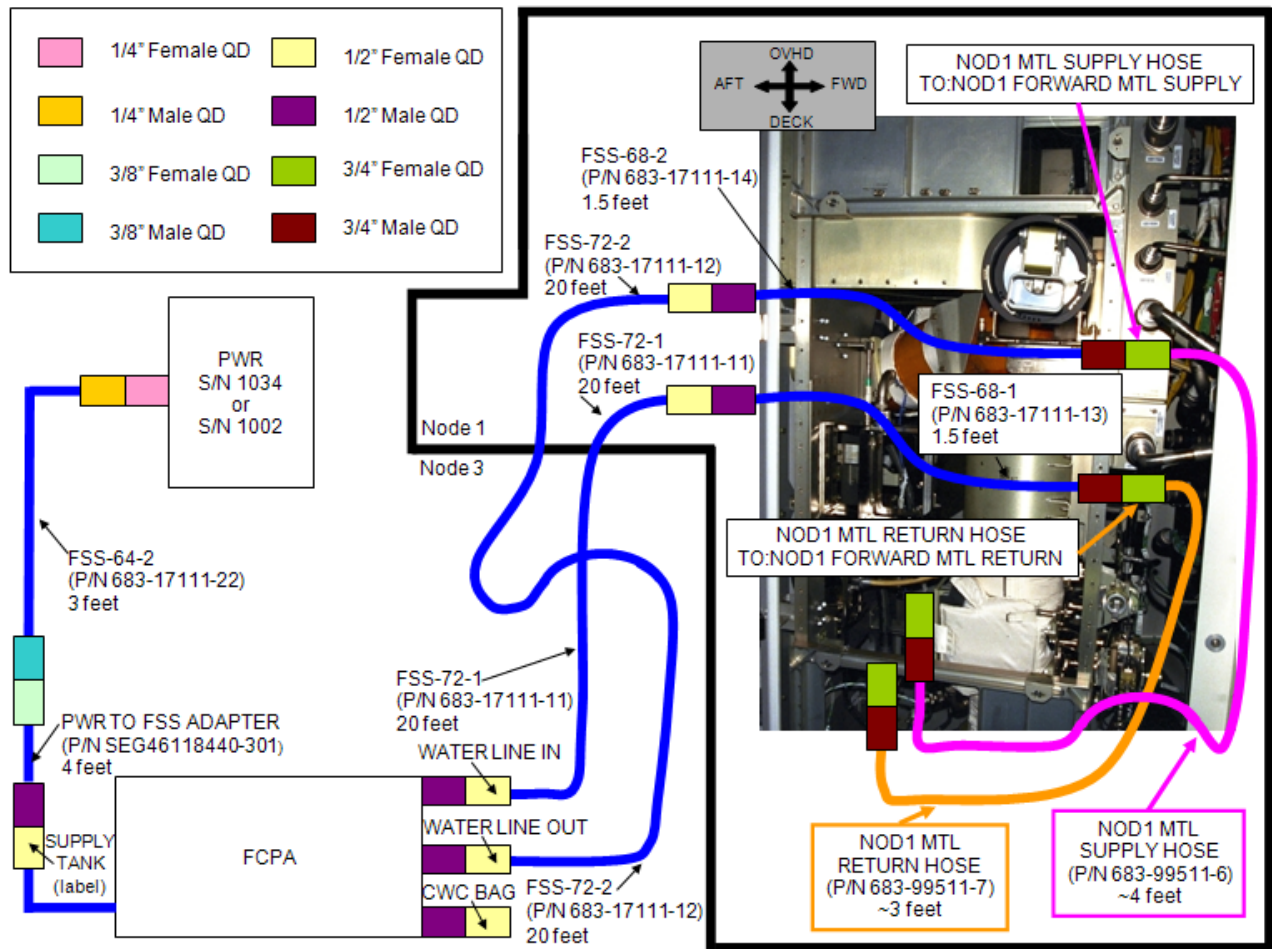 1/4" Female QD
1/4" Male QD
3/8" Female QD
3/8" Male QD
1/2" Female QD
1/2" Male QD
3/4" Female QD
3/4" Male QD
OVHD
AFT
FWD
DECK
NOD1 MTL SUPPLY HOSE
TO:NOD1 FORWARD MTL SUPPLY
FSS-68-2
(P/N 683-17111-14)
1.5 feet
FSS-72-2
(P/N 683-17111-12)
20 feet
FSS-72-1
(P/N 683-17111-11)
20 feet
PWR
S/N 1034
or
S/N 1002
FSS-68-1
(P/N 683-17111-13)
1.5 feet
Node 1
Node 3
NOD1 MTL RETURN HOSE
TO:NOD1 FORWARD MTL RETURN
FSS-64-2
(P/N 683-17111-22)
3 feet
FSS-72-1
(P/N 683-17111-11)
20 feet
PWR TO FSS ADAPTER
(P/N SEG46118440-301)
4 feet
WATER LINE IN
SUPPLY
TANK
(label)
FCPA
WATER LINE OUT
CWC BAG
FSS-72-2
(P/N 683-17111-12)
20 feet
NOD1 MTL
RETURN HOSE
(P/N 683-99511-7)
~3 feet
NOD1 MTL
SUPPLY HOSE
(P/N 683-99511-6)
~4 feet